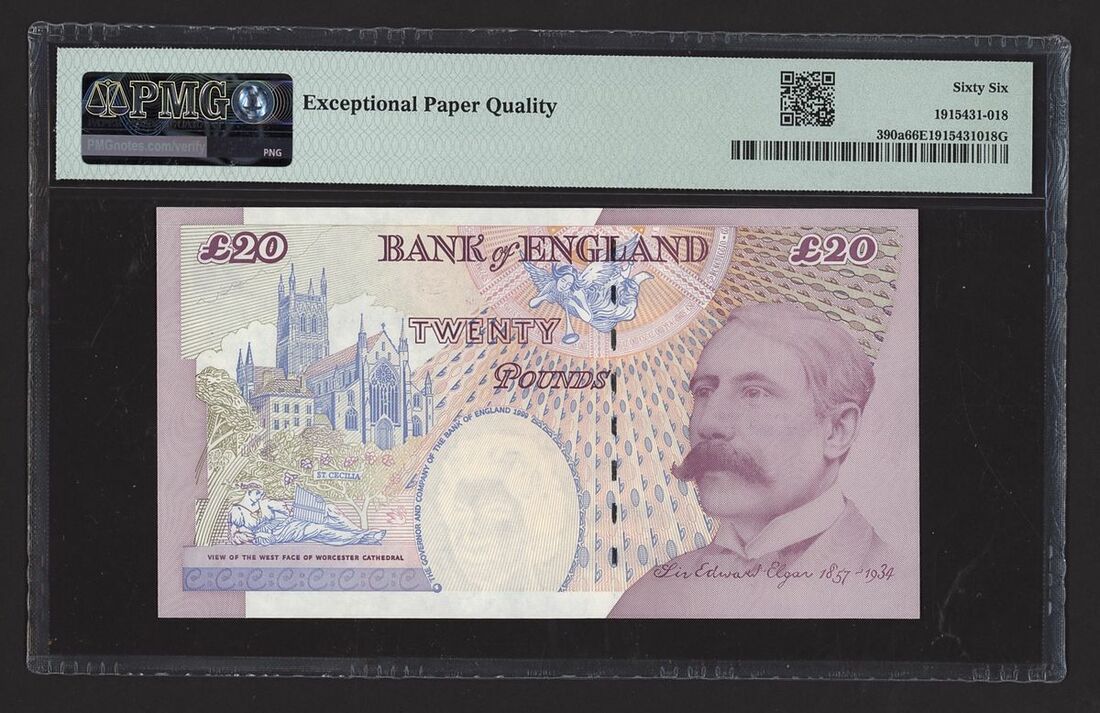 PMG
PMGnotes.com/verify
PNG
Exceptional Paper Quality
Sixty Six
1915431-018
390a66E1915431018G
£20
BANK of ENGLAND
£20
TWENTY
POUNDS
THE GOVERNOR AND COMPANY OF THE BANK OF ENGLAND 1999
ST. CECILIA
VIEW OF THE WEST FACE OF WORCESTER CATHEDRAL
Sir Edward Elgar 1857-1934